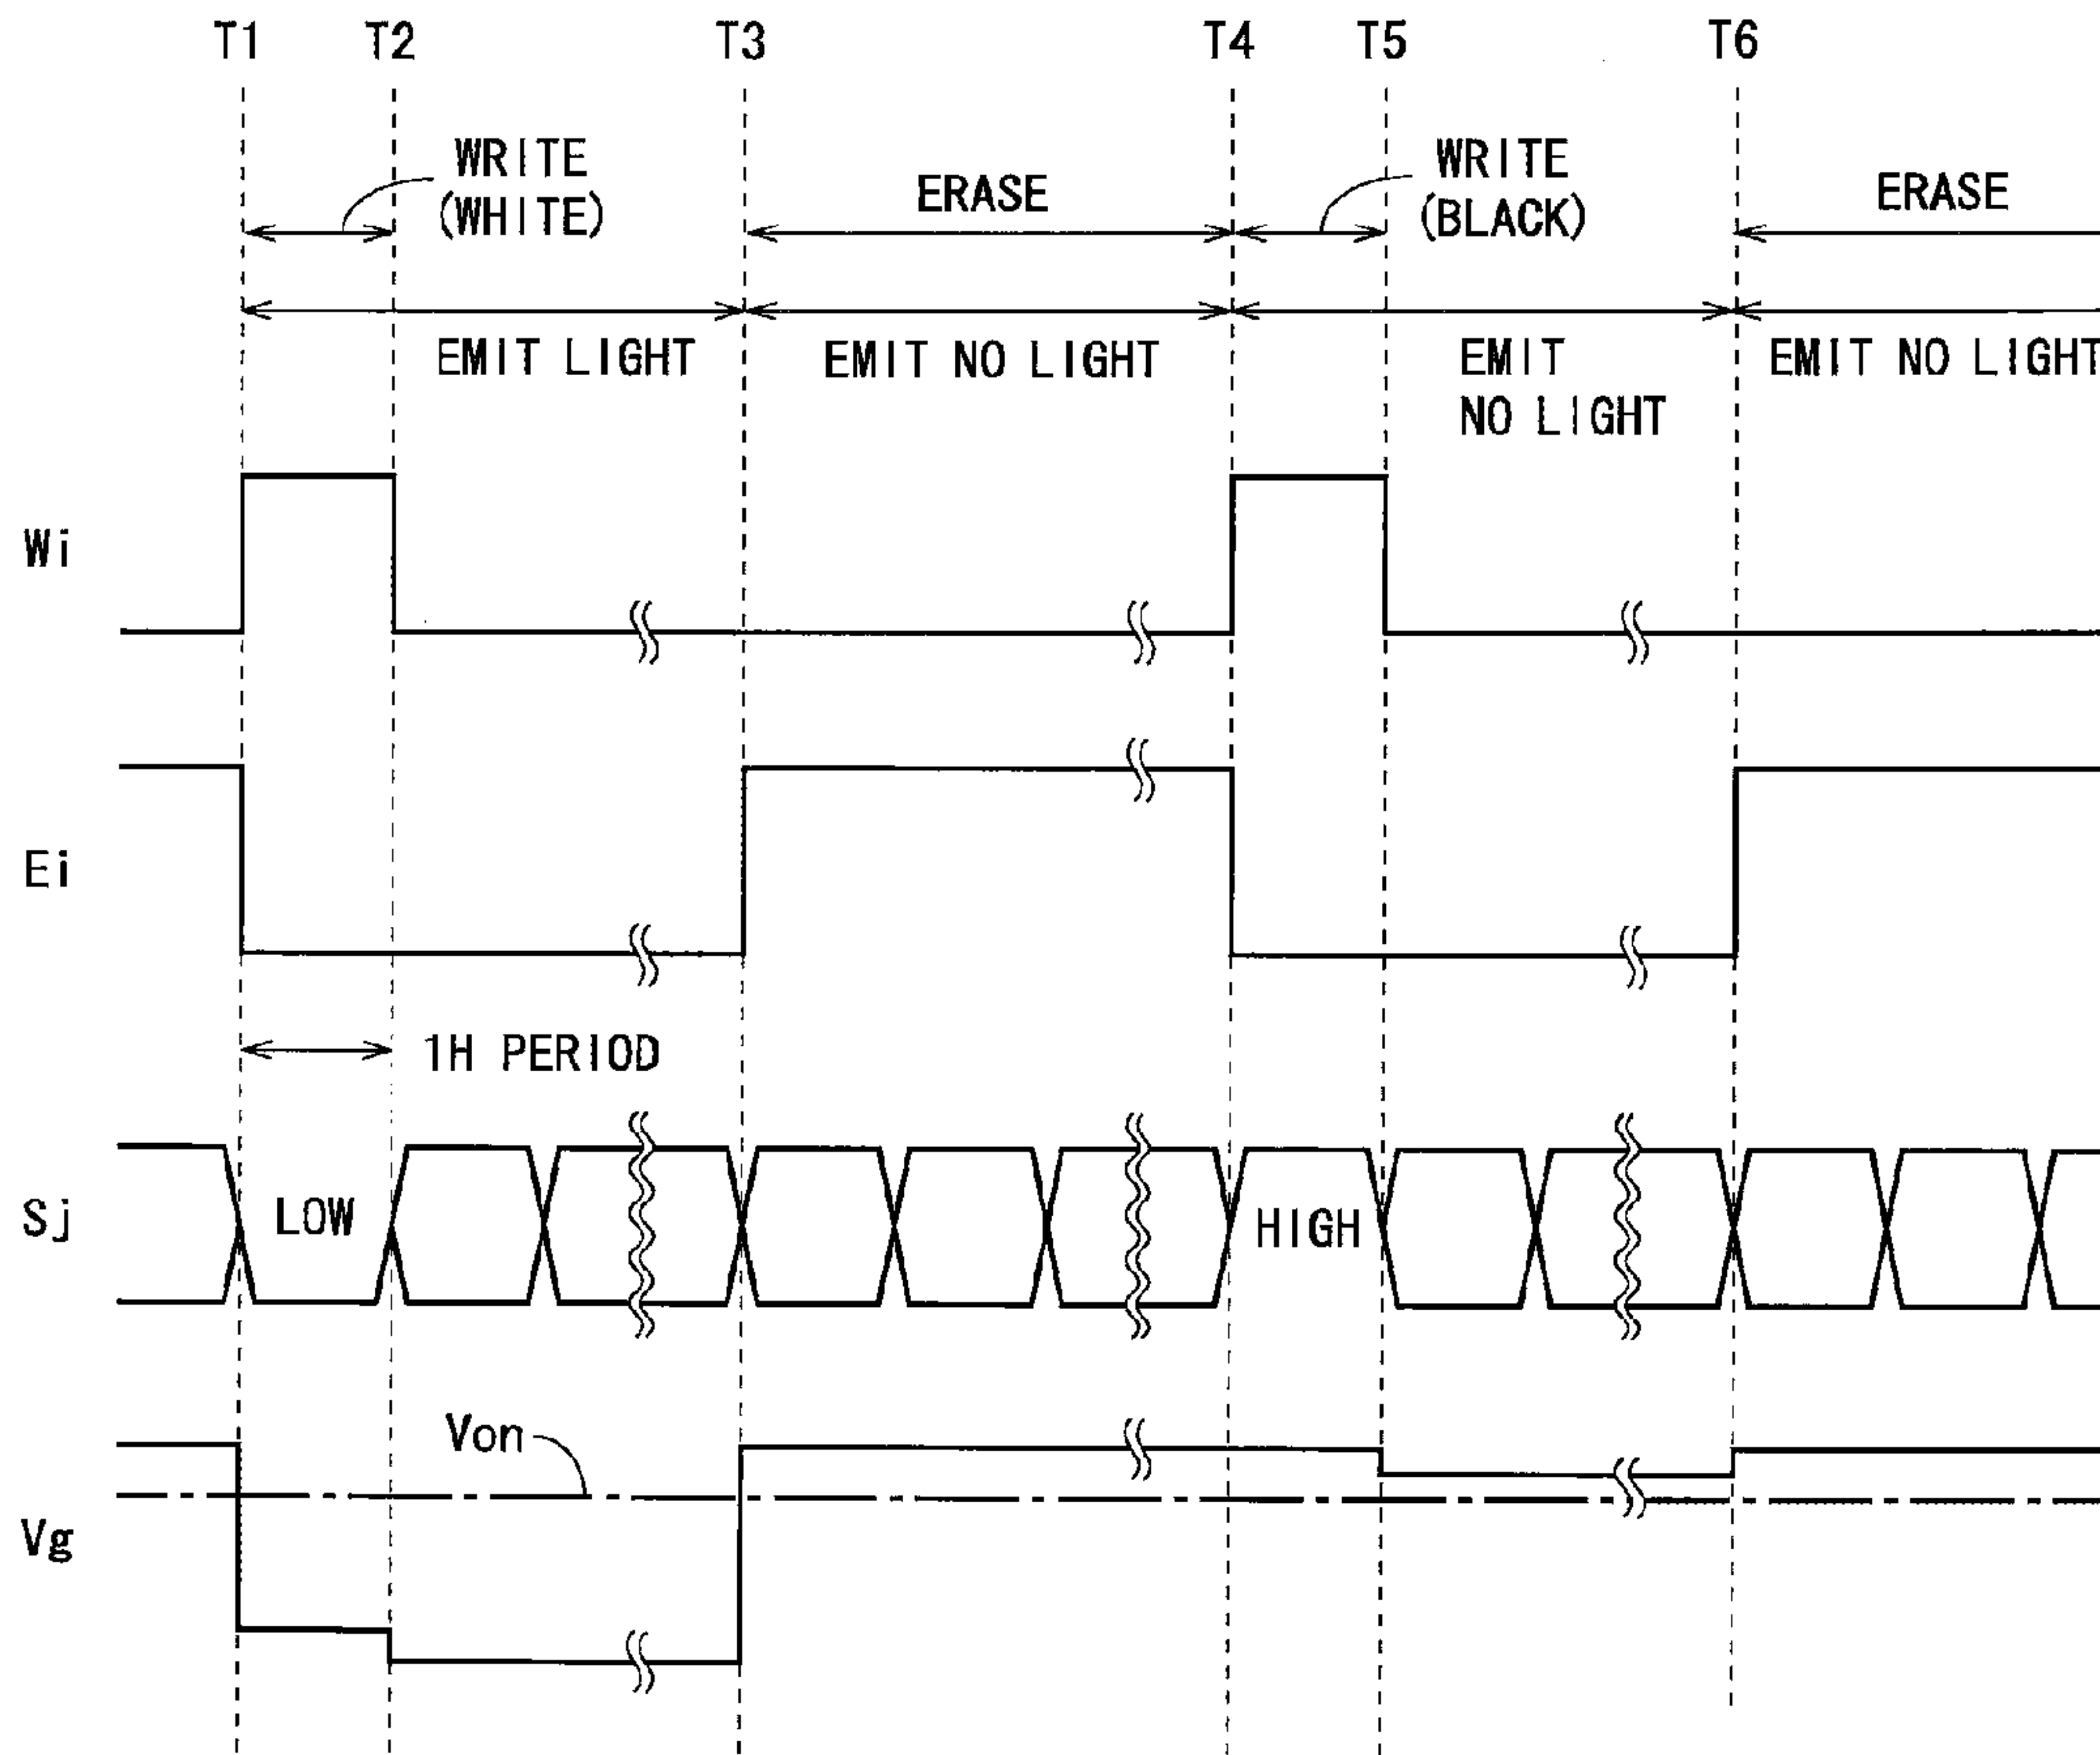 T1 T2 T3 T4 T5 T6
WRITE
(WHITE)
ERASE
WRITE
(BLACK)
ERASE
EMIT LIGHT
EMIT NO LIGHT
EMIT
NO LIGHT
EMIT NO LIGHT
Wi
Ei
1H PERIOD
Sj
LOW
HIGH
Von
Vg